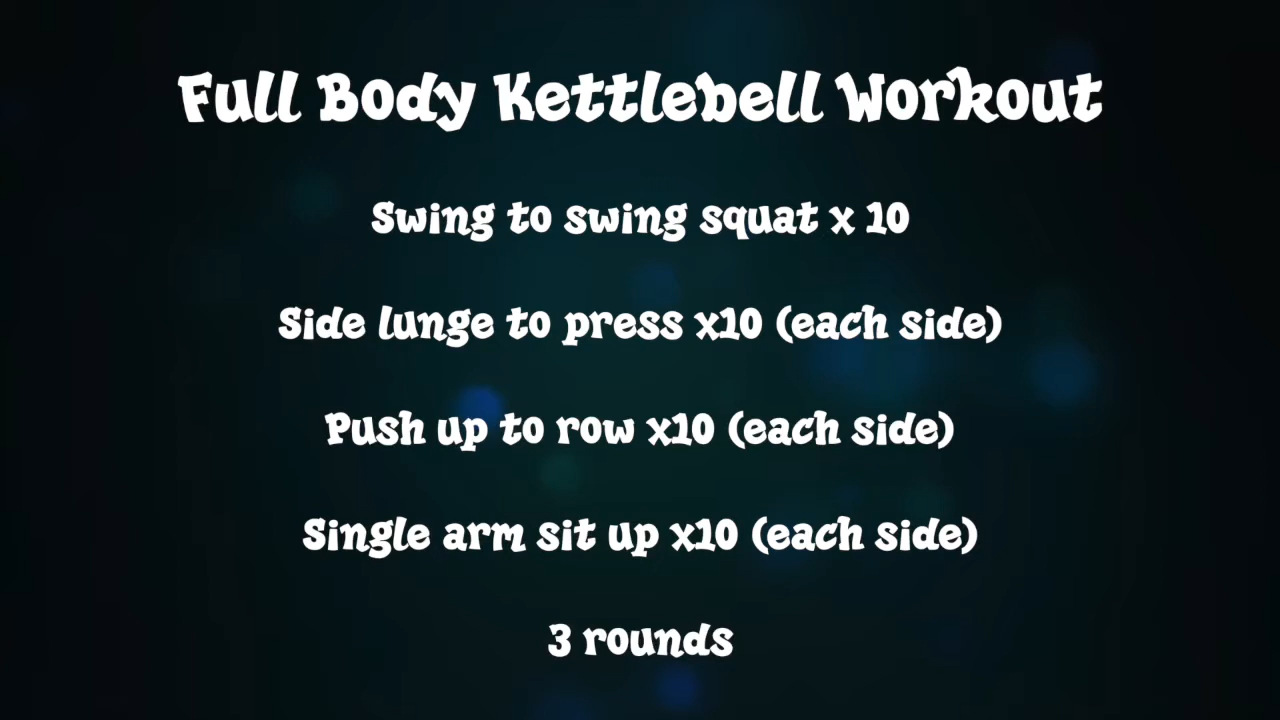 Full Body Kettlebell Workout
Swing to swing squat x 10
Side lunge to press x10 (each side)
Push up to row x10 (each side)
Single arm sit up x10 (each side)
3 rounds